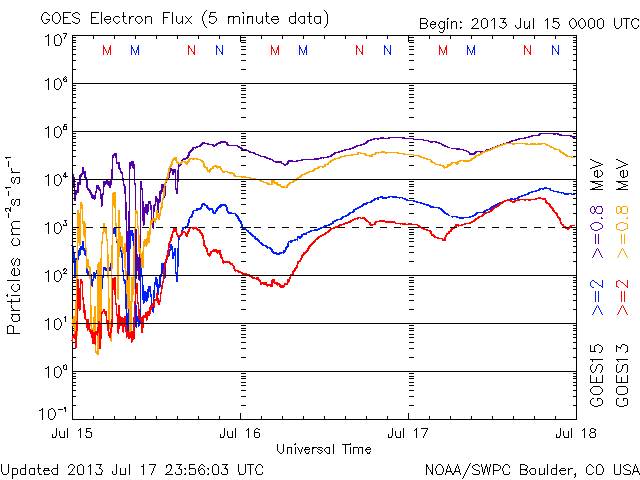 GOES Electron Flux (5 minute data)
Begin: 2013 Jul 15 0000 UTC
M M N N M M N N M M N N
10⁷
10⁶
10⁵
10⁴
10³
10²
10¹
10⁰
10⁻¹
Particles cm⁻²s⁻¹sr⁻¹
Jul 15 Jul 16 Jul 17 Jul 18
Universal Time
GOES15 >=2 >=0.8 MeV
GOES13 >=2 >=0.8 MeV
Updated 2013 Jul 17 23:56:03 UTC
NOAA/SWPC Boulder, CO USA